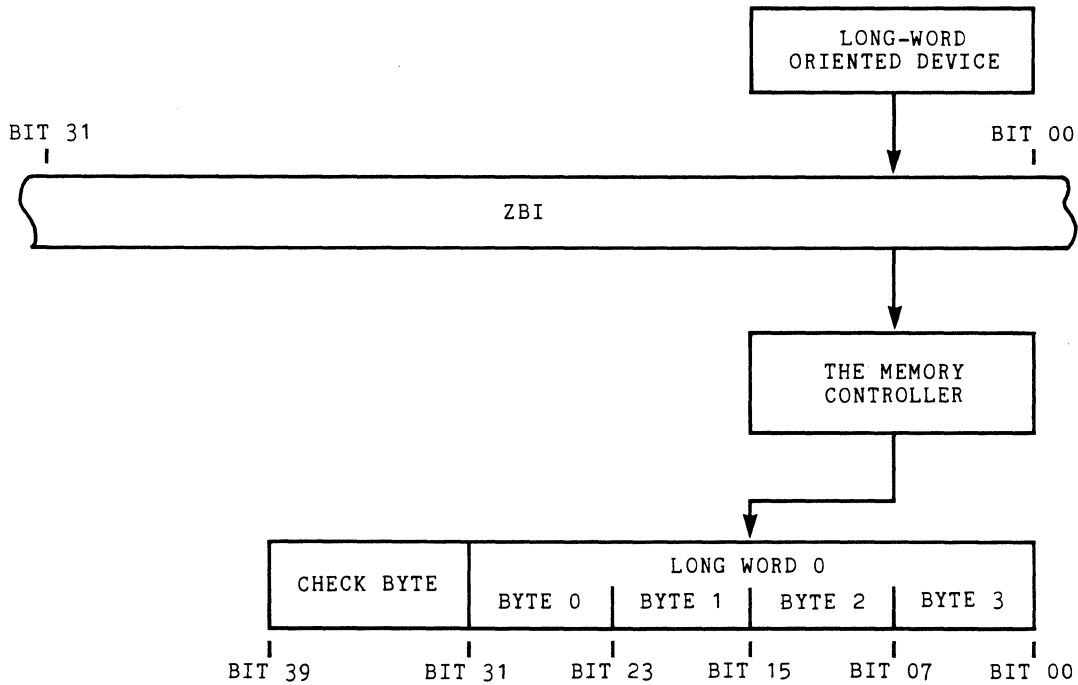 LONG-WORD
ORIENTED DEVICE
BIT 31
BIT 00
ZBI
THE MEMORY
CONTROLLER
CHECK BYTE
LONG WORD 0
BYTE 0
BYTE 1
BYTE 2
BYTE 3
BIT 39
BIT 31
BIT 23
BIT 15
BIT 07
BIT 00